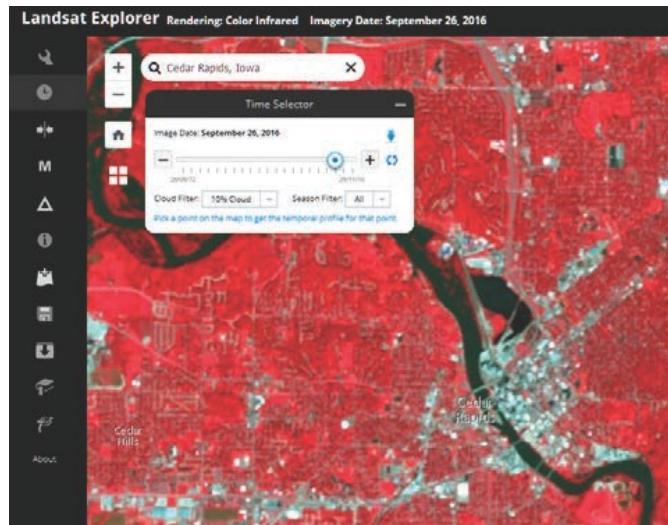 Landsat Explorer Rendering: Color Infrared Imagery Date: September 26, 2016
Cedar Rapids, Iowa
Time Selector
Image Date: September 26, 2016
Cloud Filter: 10% Cloud Season Filter: All
Pick a point on the map to get the temporal profile for that point
M
Cedar
Rapids
Cedar
Hills
About